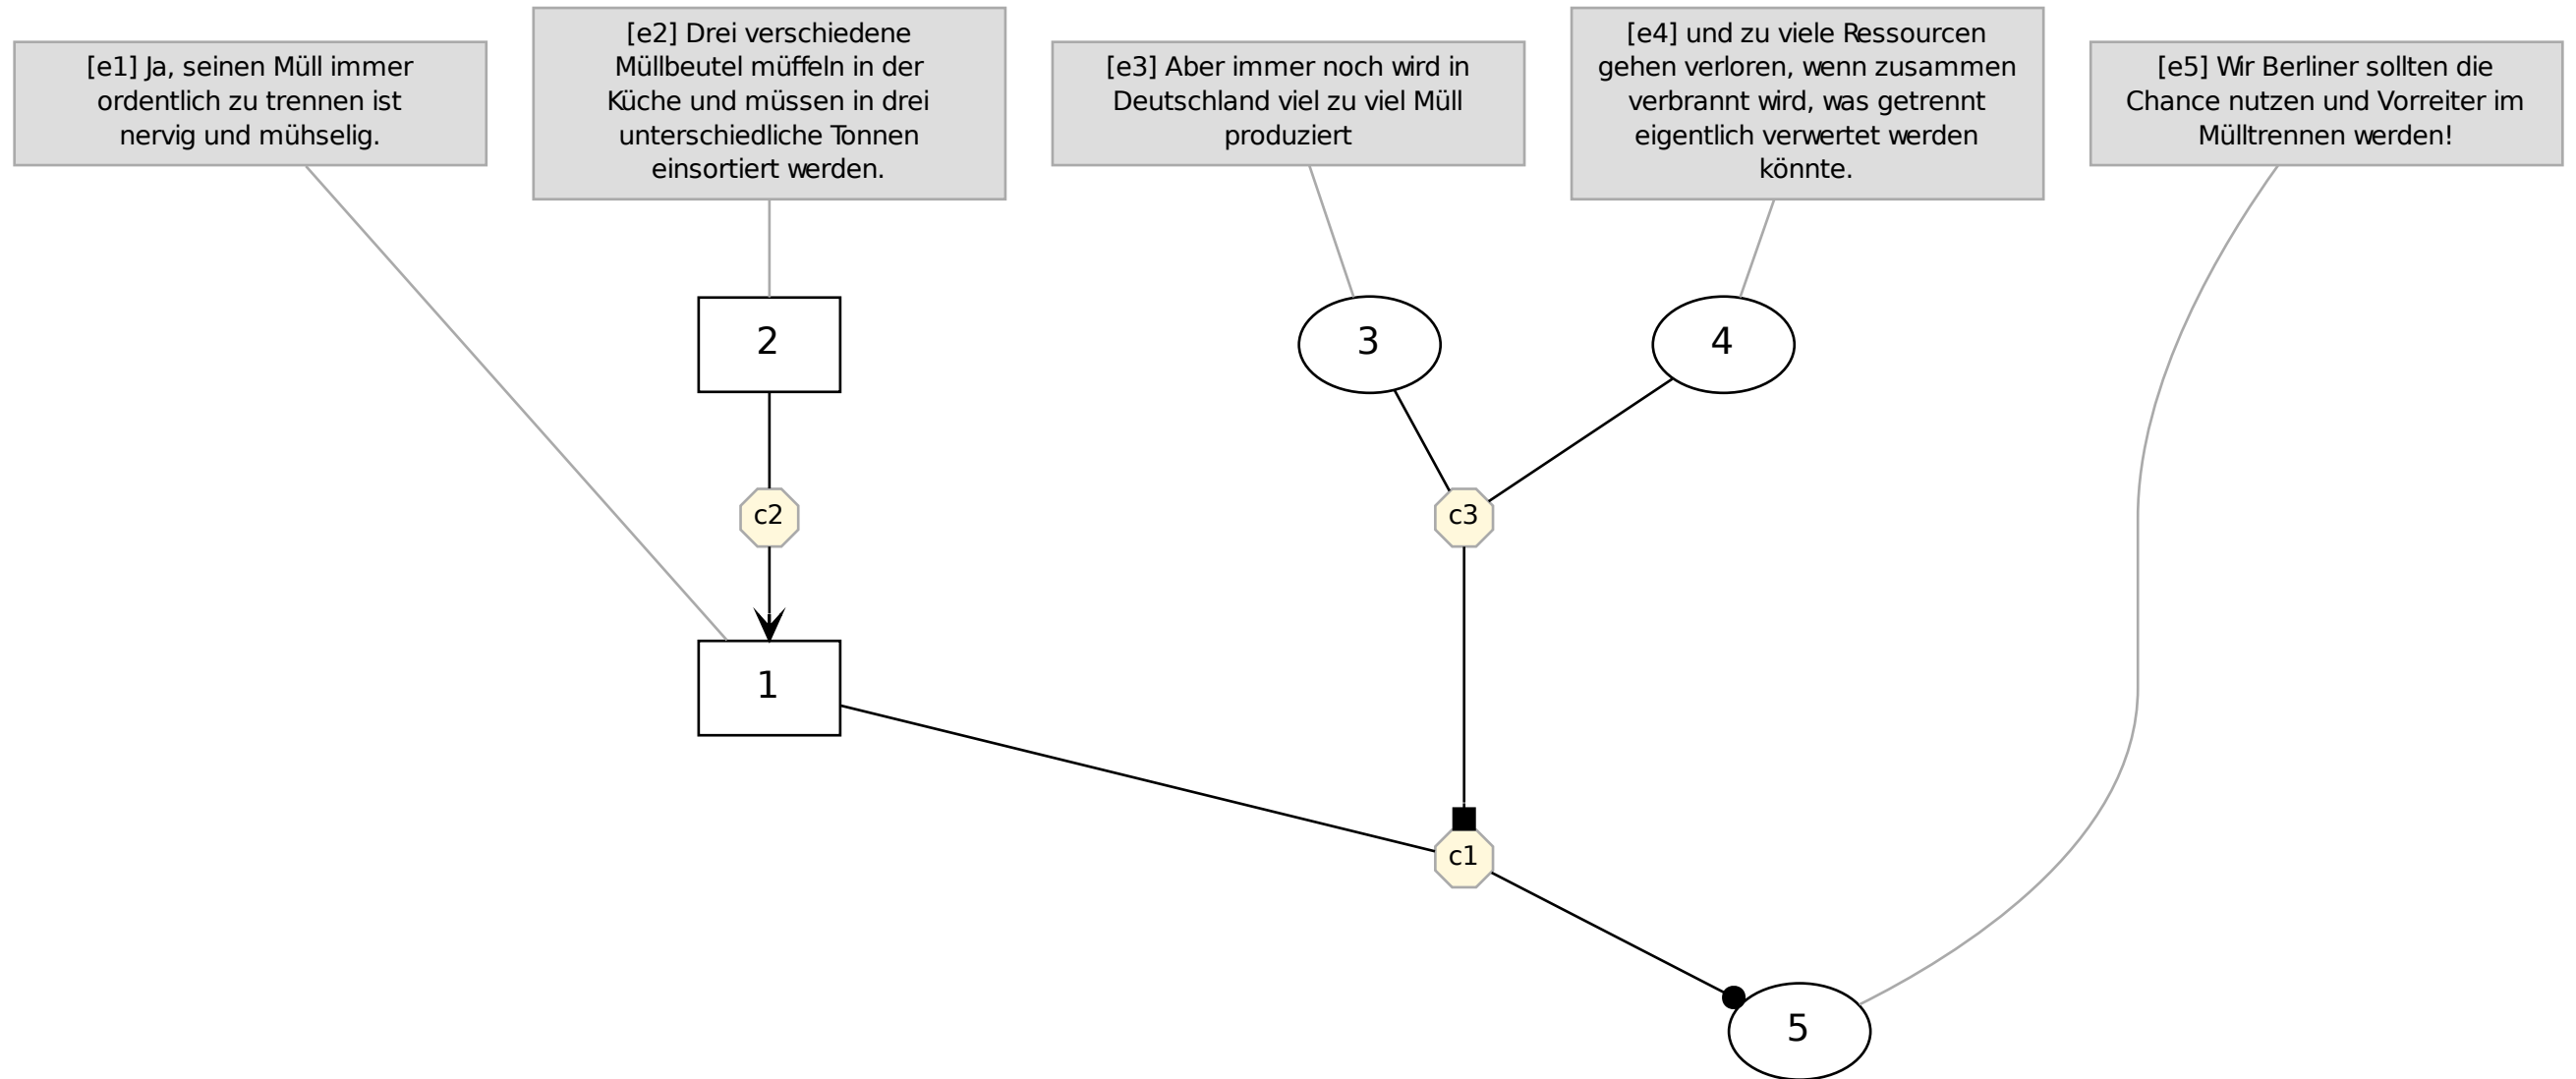 [e1] Ja, seinen Müll immer
ordentlich zu trennen ist
nervig und mühselig.
[e2] Drei verschiedene
Müllbeutel müffeln in der
Küche und müssen in drei
unterschiedliche Tonnen
einsortiert werden.
[e3] Aber immer noch wird in
Deutschland viel zu viel Müll
produziert
[e4] und zu viele Ressourcen
gehen verloren, wenn zusammen
verbrannt wird, was getrennt
eigentlich verwertet werden
könnte.
[e5] Wir Berliner sollten die
Chance nutzen und Vorreiter im
Mülltrennen werden!
2
3
4
c2
c3
1
c1
5